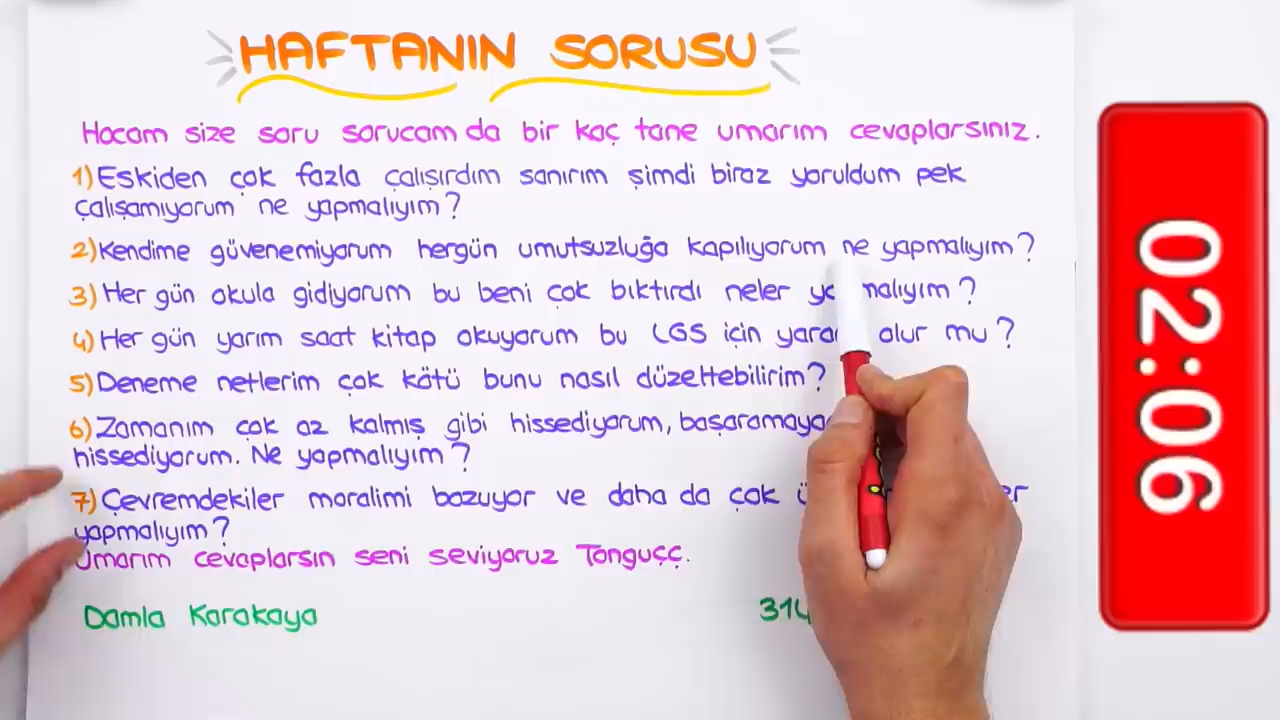 HAFTANIN SORUSU
Hocam size soru sorucam da bir kaç tane umarım cevaplarsınız.
1) Eskiden çok fazla çalışırdım sanırım şimdi biraz yoruldum pek
çalışamıyorum ne yapmalıyım?
2) Kendime güvenemiyorum hergün umutsuzluğa kapılıyorum ne yapmalıyım?
3) Her gün okula gidiyorum bu beni çok bıktırdı neler
4) Her gün yarım saat kitap okuyorum bu LGS için olur mu?
5) Deneme netlerim çok kötü bunu nasıl düzeltebilirim?
6) Zamanım çok az kalmış gibi hissediyorum,
hissediyorum. Ne yapmalıyım?
7) Çevremdekiler moralimi bozuyor ve daha da çok
yapmalıyım?
Umarım cevaplarsın seni seviyoruz Tonguçç.
Damla Karakaya
02:06